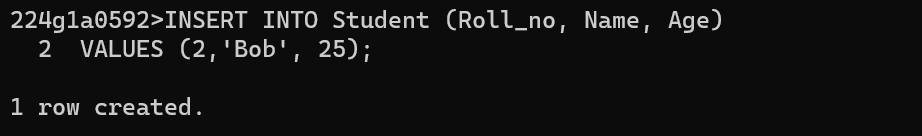 224g1a0592>INSERT INTO Student (Roll_no, Name, Age)
2 VALUES (2,'Bob', 25);
1 row created.